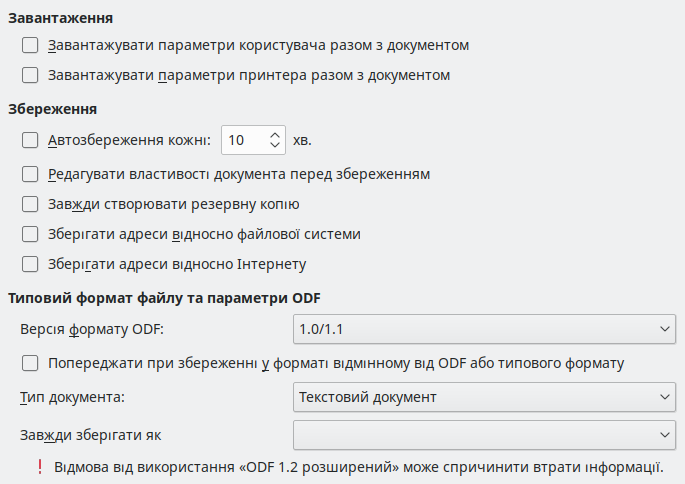 Завантаження
Завантажувати параметри користувача разом з документом
Завантажувати параметри принтера разом з документом
Збереження
Автозбереження кожні: 10 хв.
Редагувати властивості документа перед збереженням
Завжди створювати резервну копію
Зберігати адреси відносно файлової системи
Зберігати адреси відносно Інтернету
Типовий формат файлу та параметри ODF
Версія формату ODF: 1.0/1.1
Попереджати при збереженні у форматі відмінному від ODF або типового формату
Тип документа: Текстовий документ
Завжди зберігати як
! Відмова від використання «ODF 1.2 розширений» може спричинити втрати інформації.